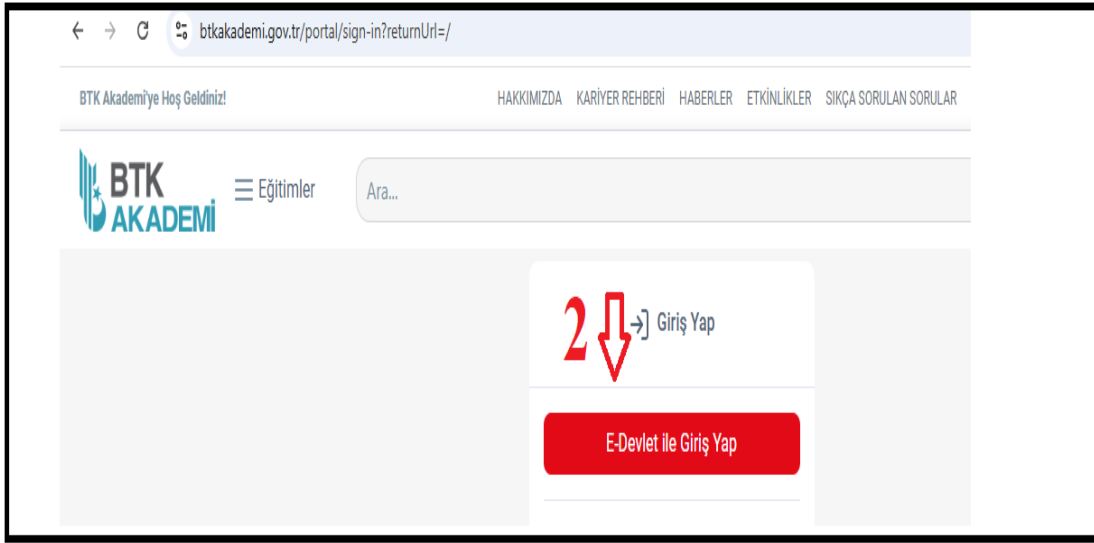 btkakademi.gov.tr/portal/sign-in?returnUrl=/
BTK Akademi'ye Hoş Geldiniz! HAKKIMIZDA KARİYER REHBERİ HABERLER ETKİNLİKLER SIKÇA SORULAN SORULAR
BTK AKADEMİ
Eğitimler
Ara...
2 Giriş Yap
E-Devlet ile Giriş Yap